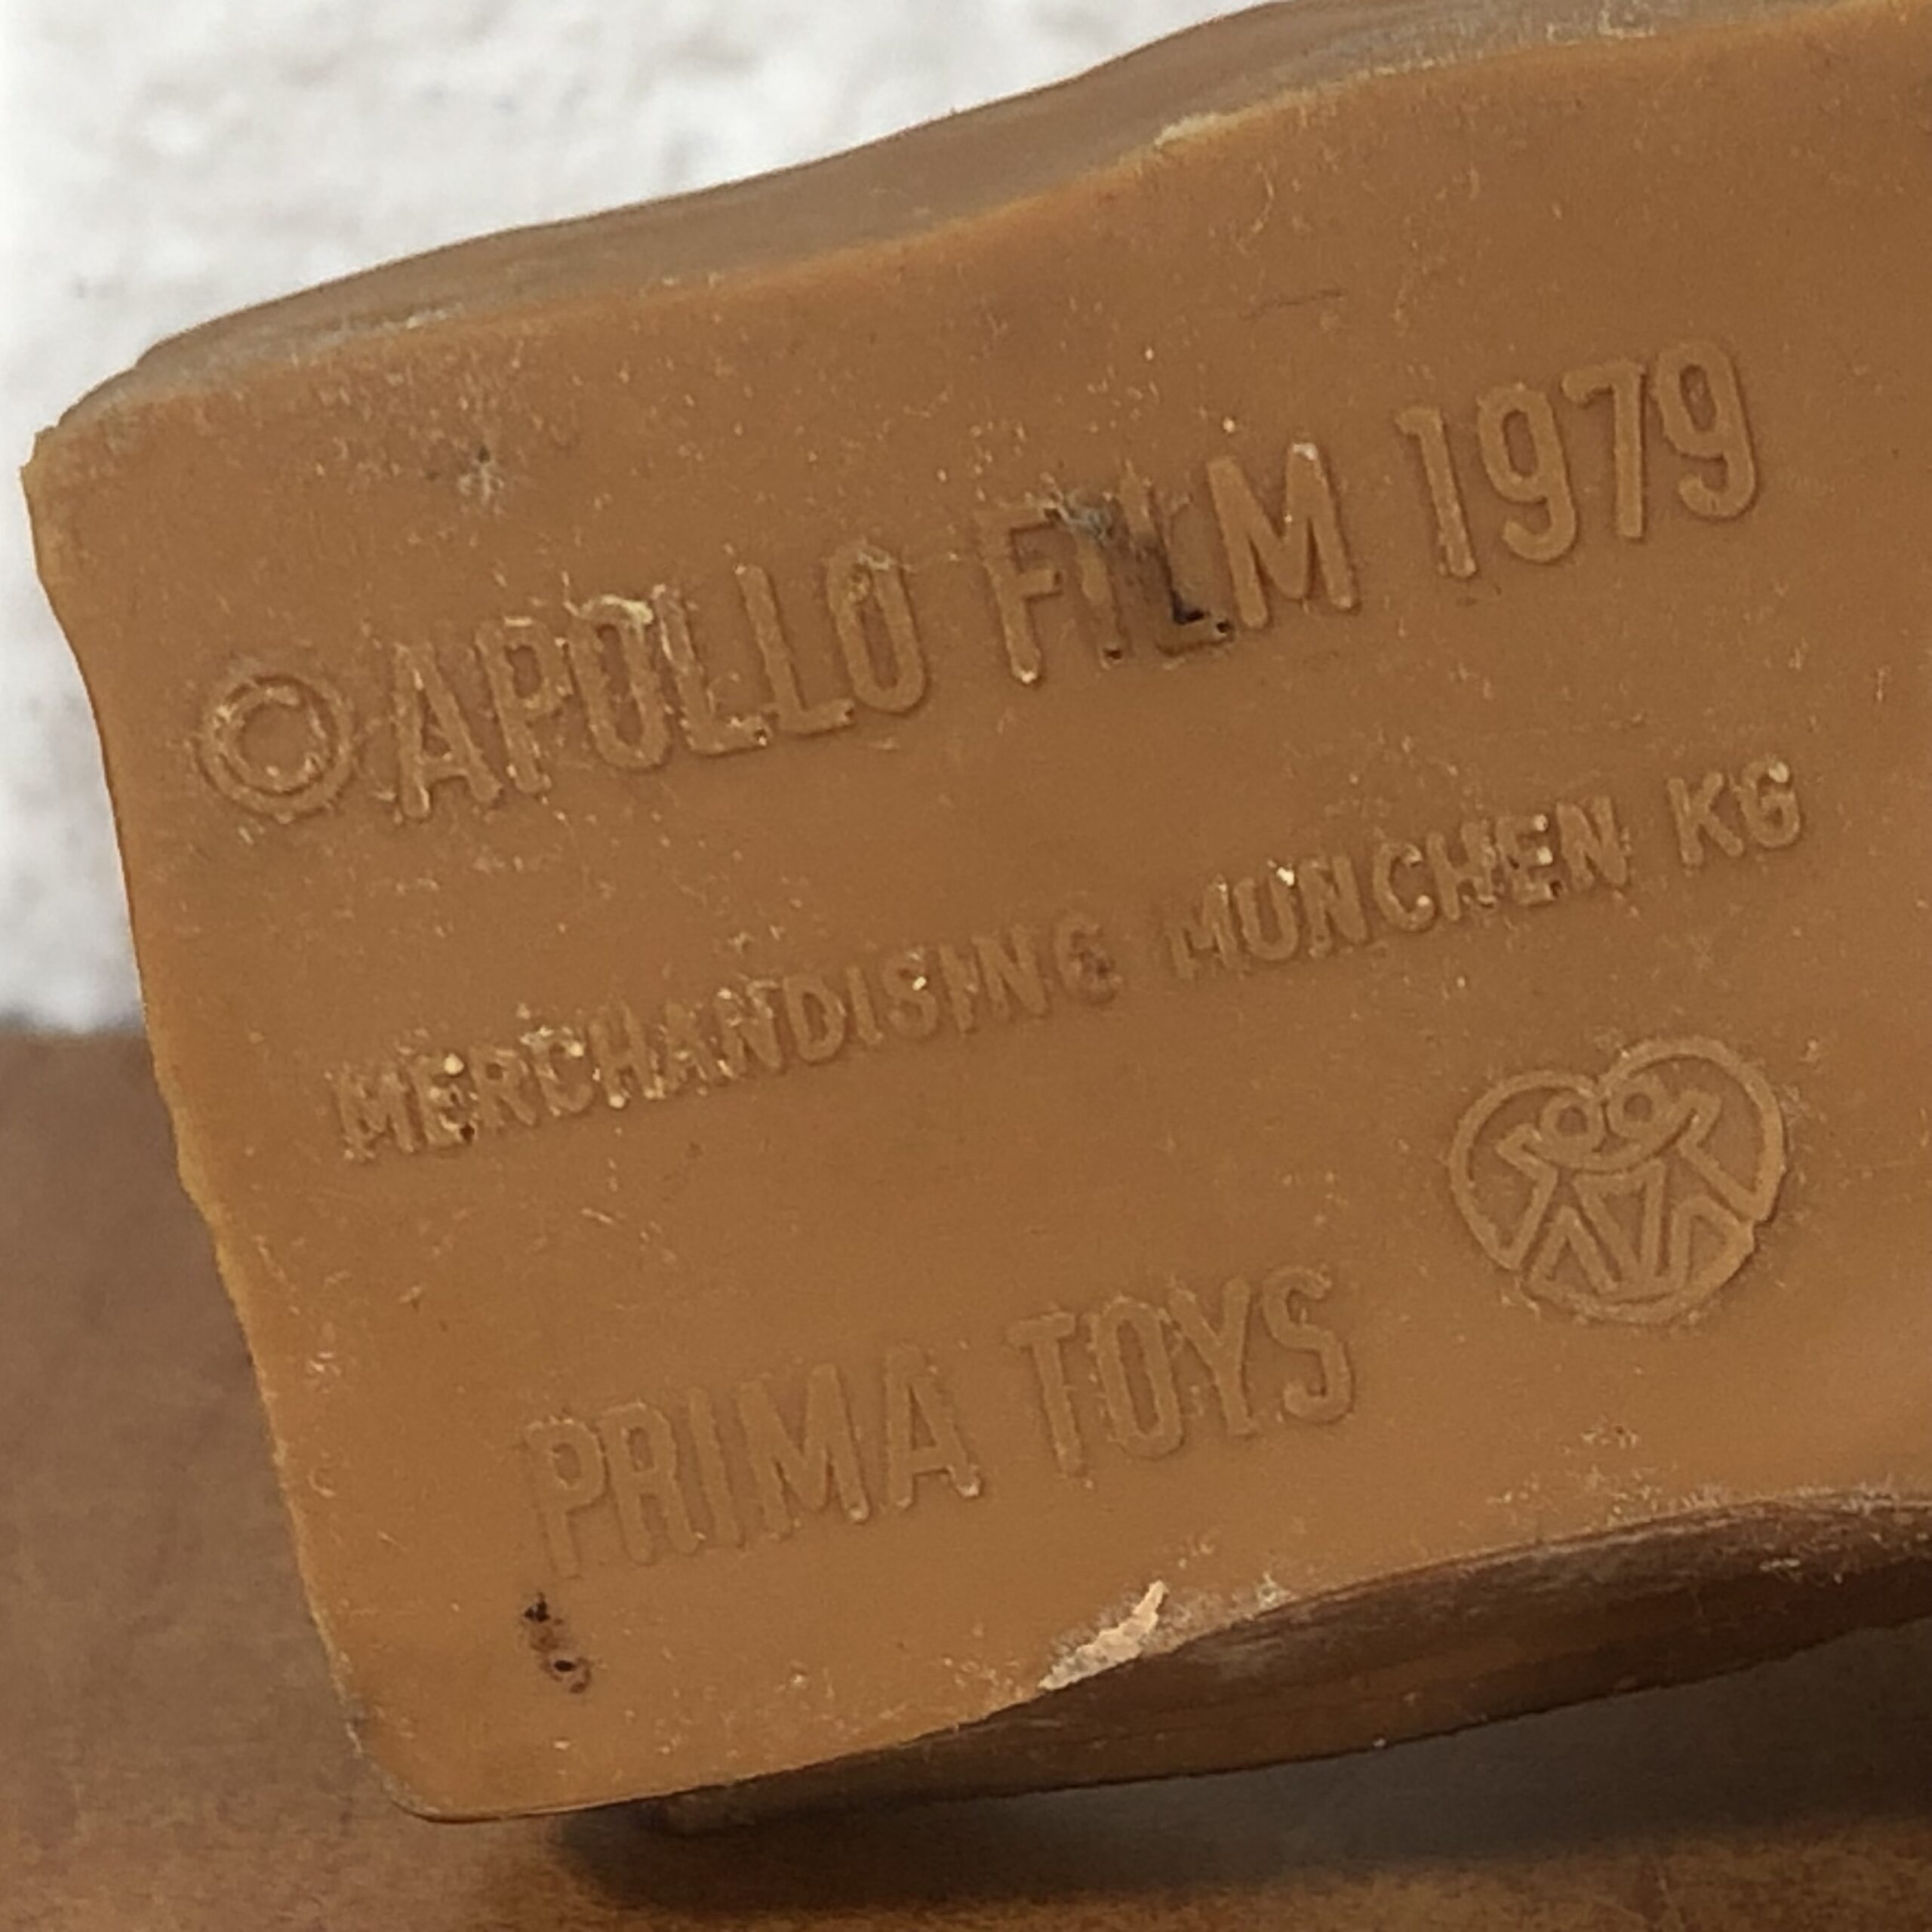 ©APOLLO FILM 1979
MERCHANDISING MUNCHEN KG
PRIMA TOYS